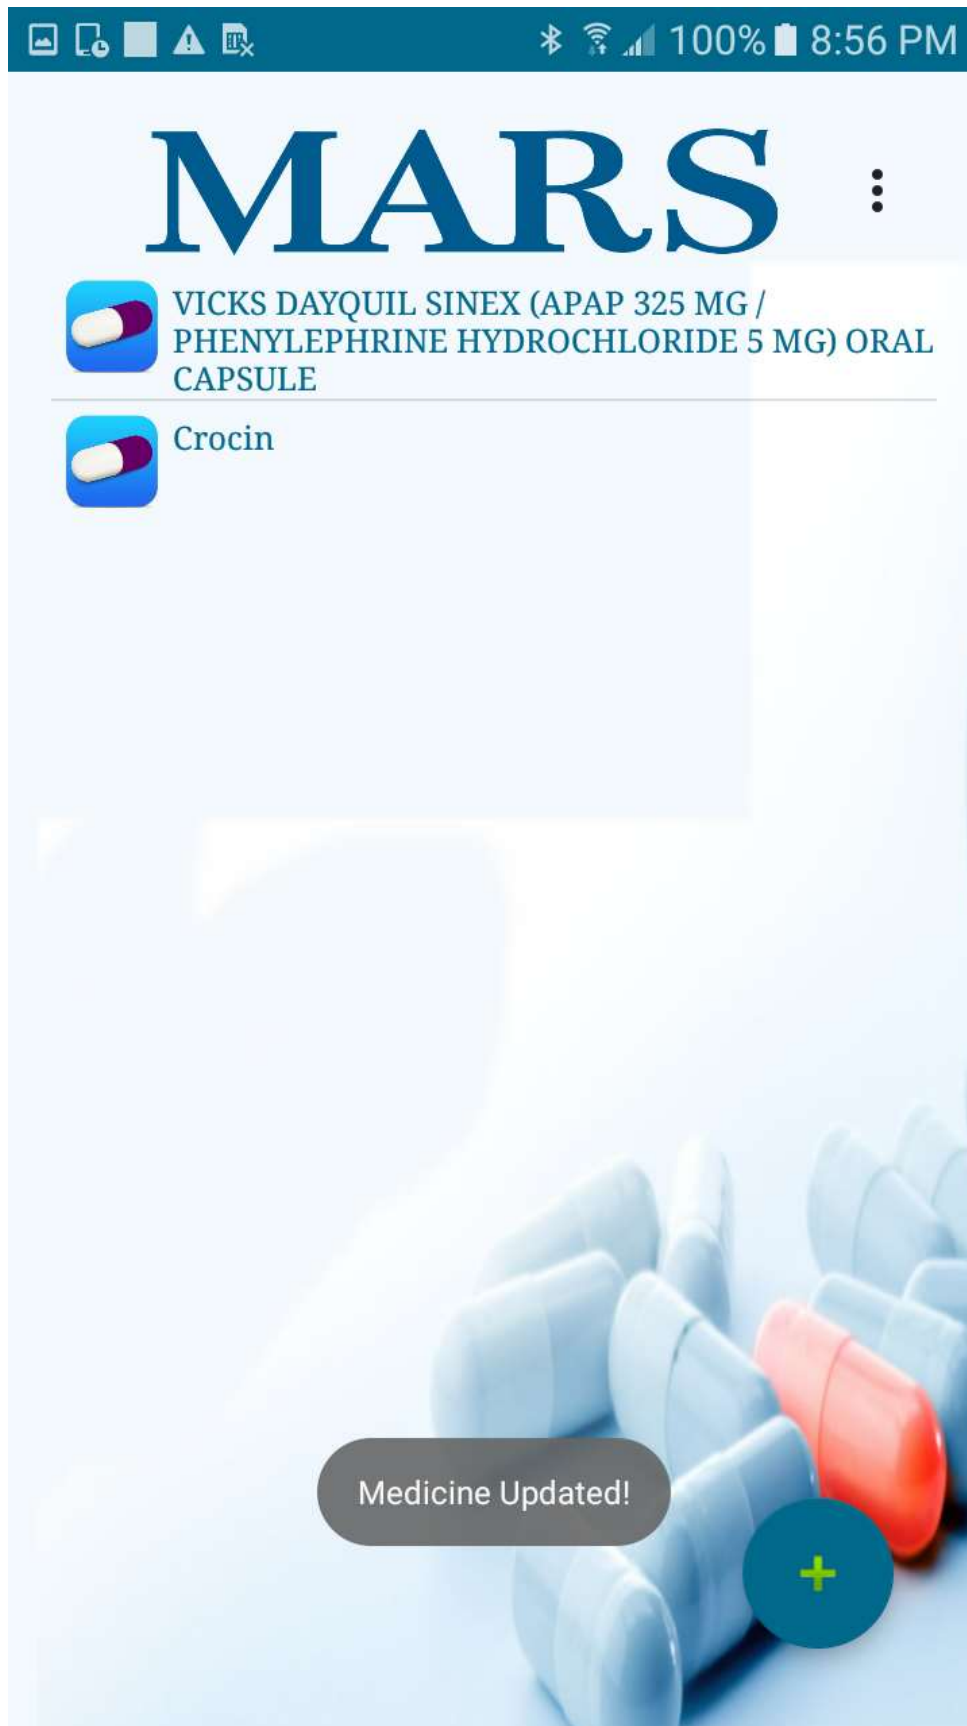 100% 8:56 PM
MARS
VICKS DAYQUIL SINEX (APAP 325 MG /
PHENYLEPHRINE HYDROCHLORIDE 5 MG) ORAL
CAPSULE
Crocin
Medicine Updated!
+